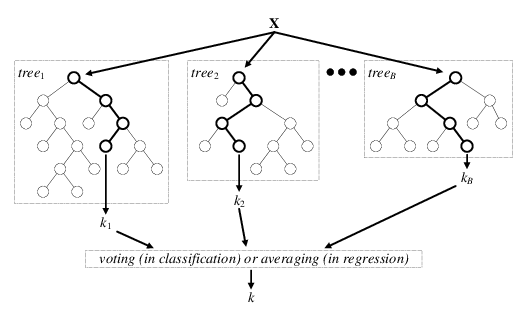 X
tree1
tree2
treeB
k1
k2
kB
voting (in classification) or averaging (in regression)
k